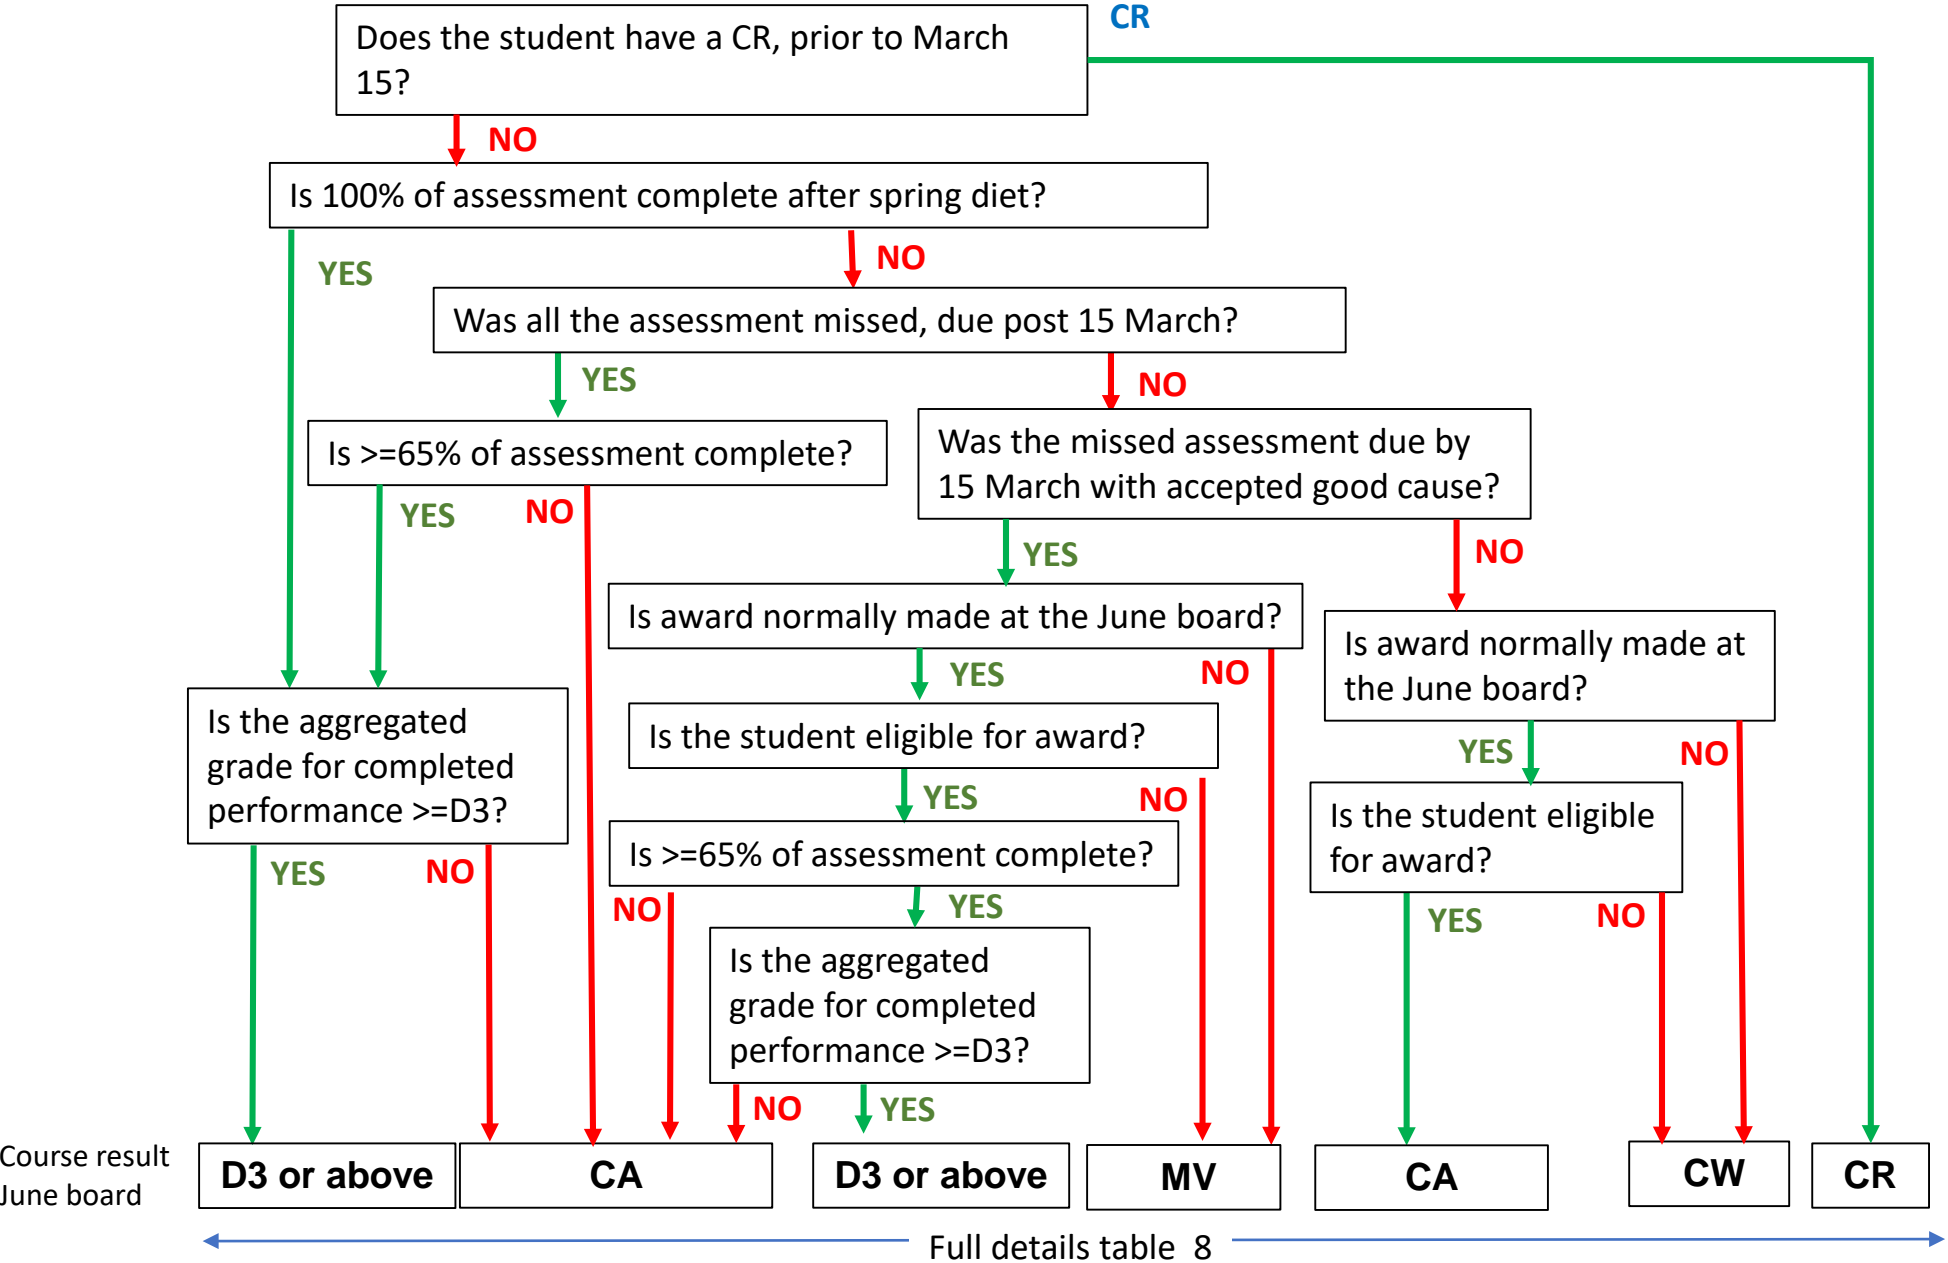 CR
Does the student have a CR, prior to March
15?
NO
Is 100% of assessment complete after spring diet?
YES
NO
Was all the assessment missed, due post 15 March?
YES
NO
Is >=65% of assessment complete?
Was the missed assessment due by
15 March with accepted good cause?
YES
NO
YES
NO
Is award normally made at the June board?
Is award normally made at
the June board?
YES
NO
Is the aggregated
grade for completed
performance >=D3?
Is the student eligible for award?
YES
NO
YES
NO
Is the student eligible
for award?
Is >=65% of assessment complete?
YES
NO
NO
YES
YES
NO
Is the aggregated
grade for completed
performance >=D3?
NO
YES
Course result
June board
D3 or above
CA
D3 or above
MV
CA
CW
CR
Full details table 8